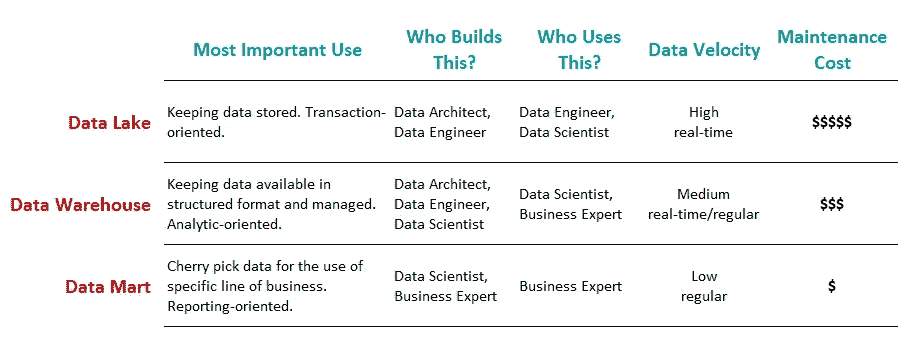 Most Important Use
Who Builds
This?
Who Uses
This?
Data Velocity
Maintenance
Cost
Data Lake
Keeping data stored. Transaction-
oriented.
Data Architect,
Data Engineer
Data Engineer,
Data Scientist
High
real-time
$$$$$
Data Warehouse
Keeping data available in
structured format and managed.
Analytic-oriented.
Data Architect,
Data Engineer,
Data Scientist
Data Scientist,
Business Expert
Medium
real-time/regular
$$$
Data Mart
Cherry pick data for the use of
specific line of business.
Reporting-oriented.
Data Scientist,
Business Expert
Business Expert
Low
regular
$